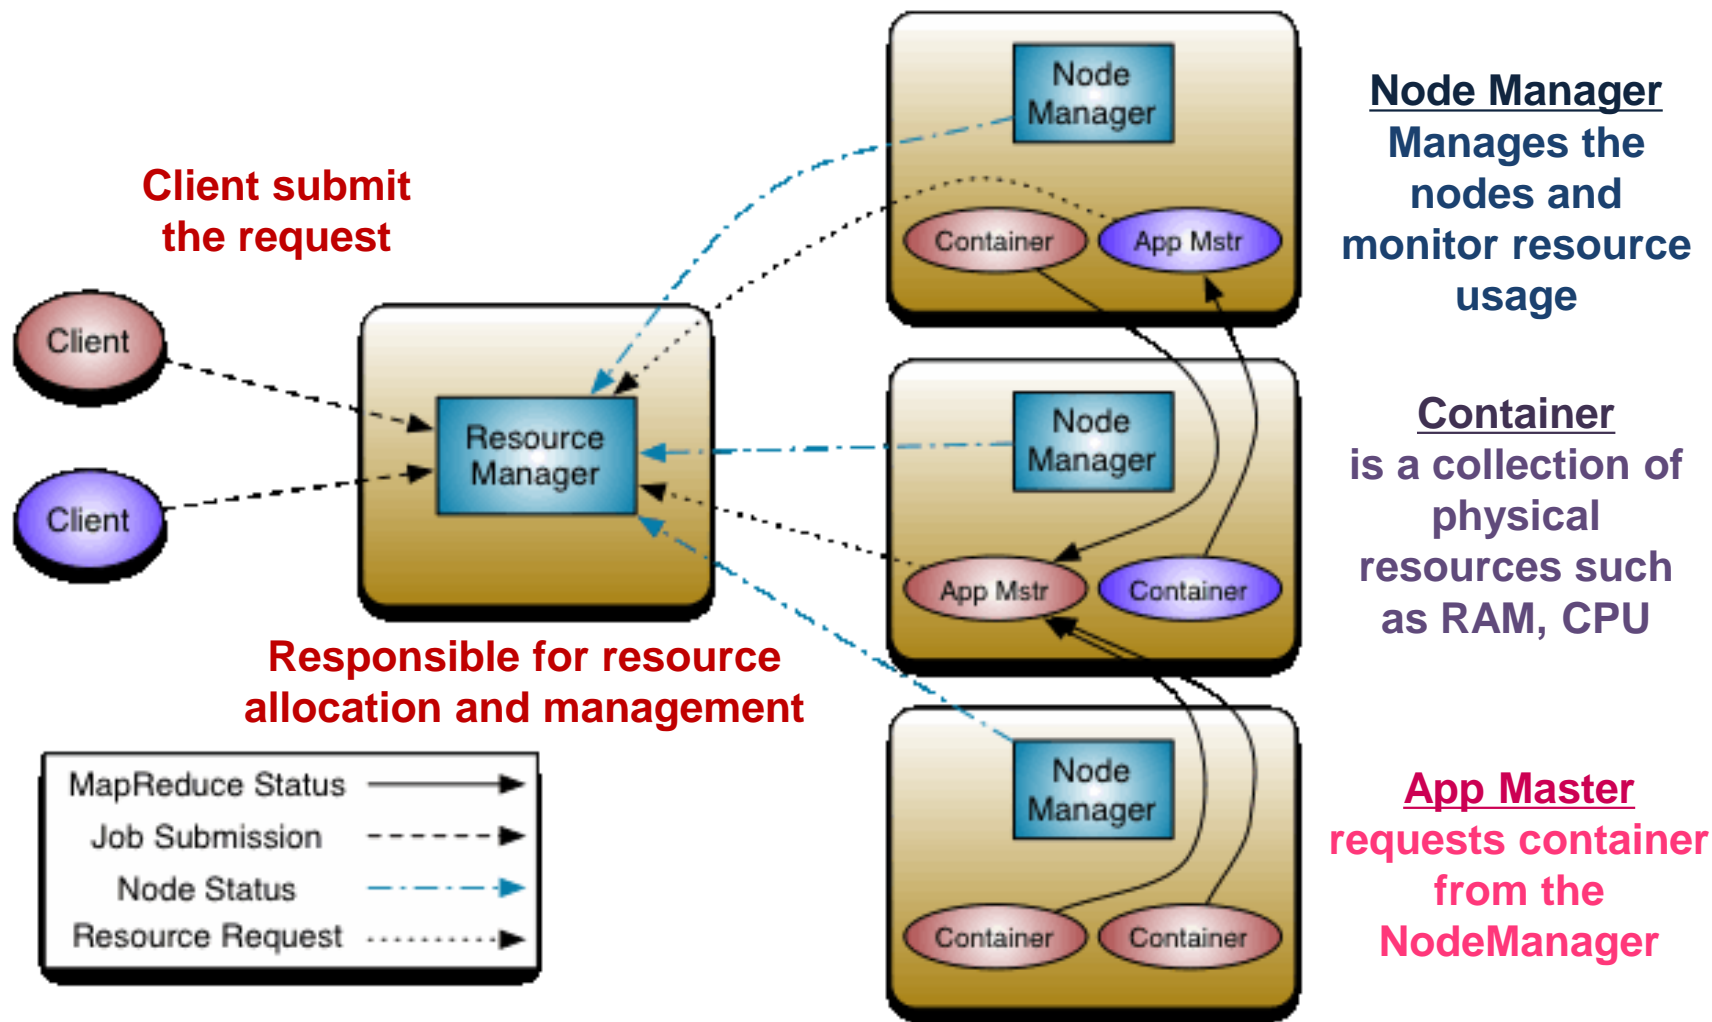 Client submit
the request
Client
Client
Resource
Manager
Responsible for resource
allocation and management
MapReduce Status
Job Submission
Node Status
Resource Request
Node
Manager
Container
App Mstr
Node
Manager
App Mstr
Container
Node
Manager
Container
Container
Node Manager
Manages the
nodes and
monitor resource
usage
Container
is a collection of
physical
resources such
as RAM, CPU
App Master
requests container
from the
NodeManager